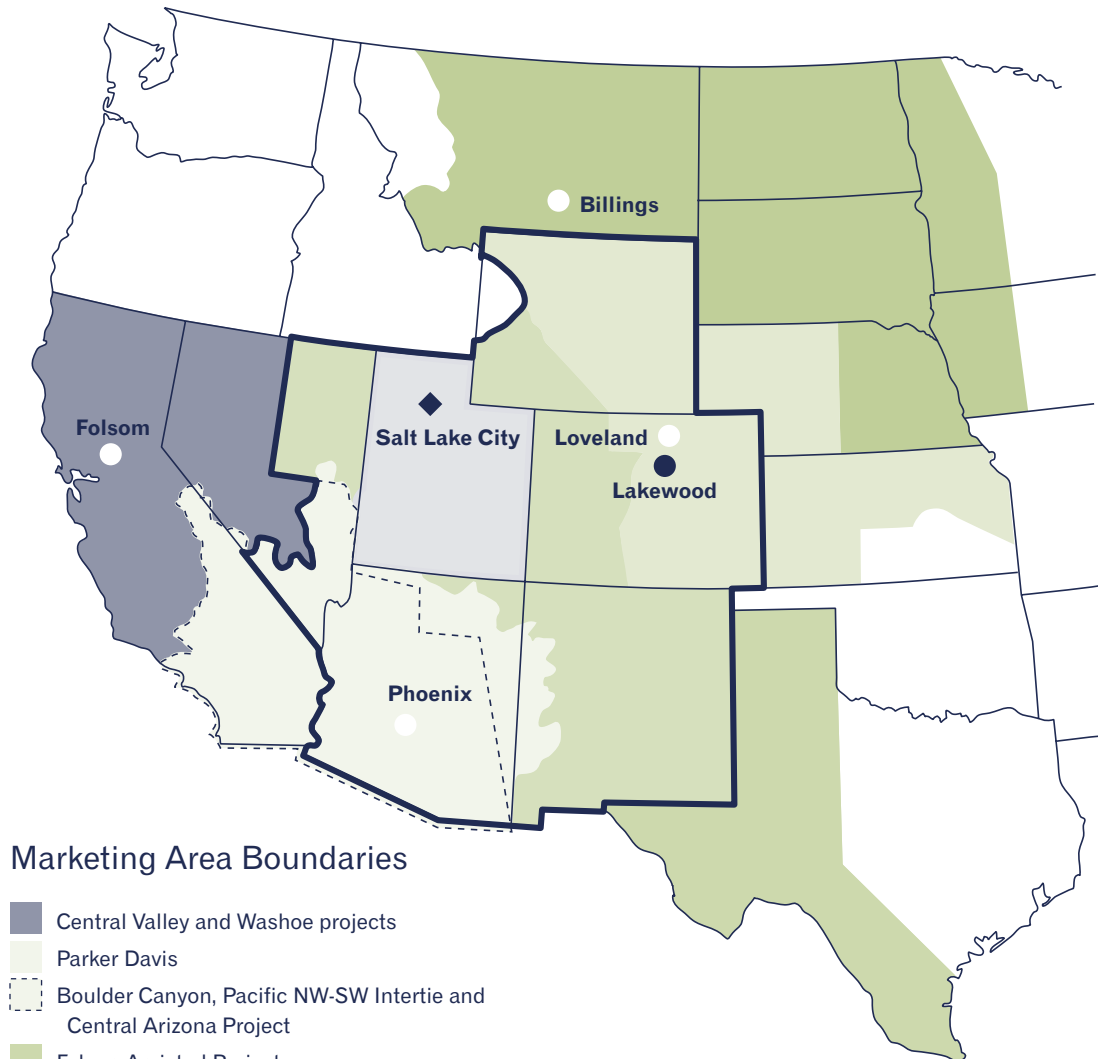 Billings
Folsom
Salt Lake City
Loveland
Lakewood
Phoenix
Marketing Area Boundaries
Central Valley and Washoe projects
Parker Davis
Boulder Canyon, Pacific NW-SW Intertie and
Central Arizona Project